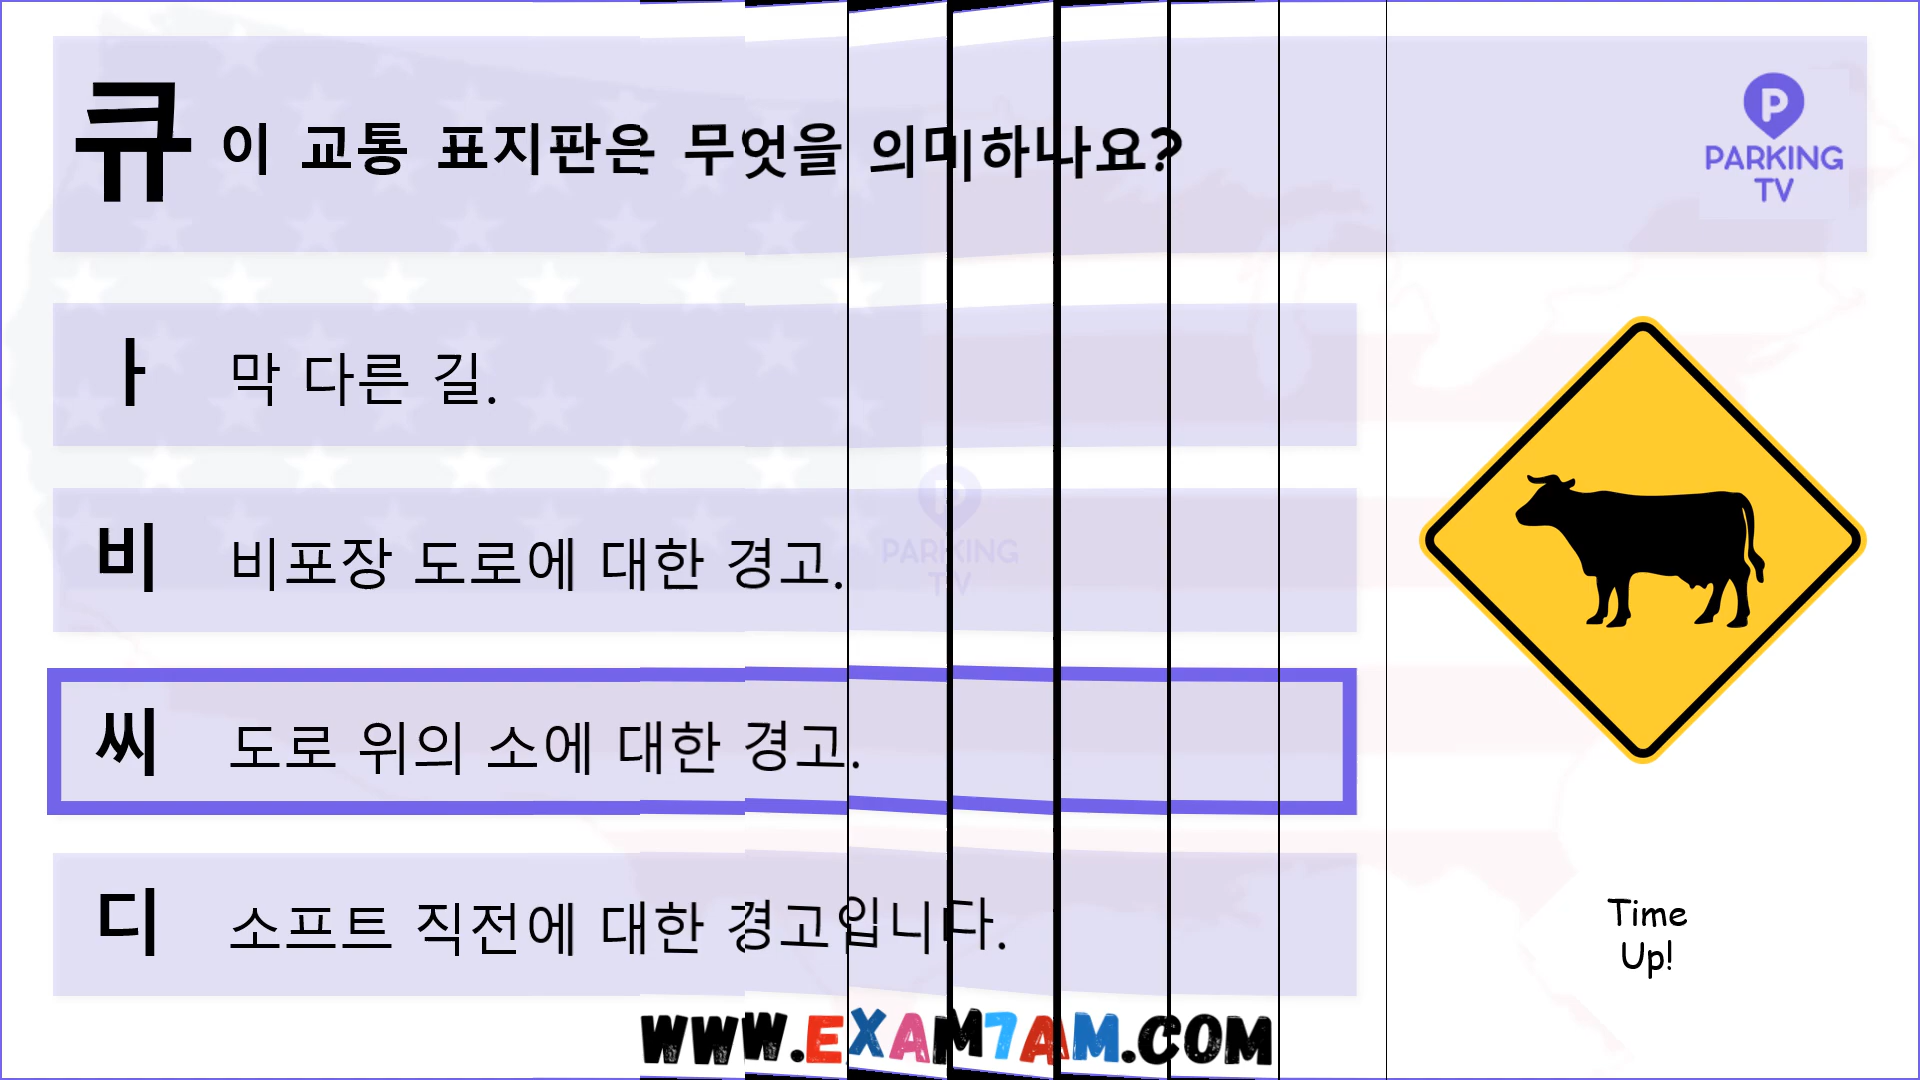 큐 이 교통 표지판은 무엇을 의미하나요?
P
PARKING
TV
ㅏ 막 다른 길.
비 비포장 도로에 대한 경고.
P
PARKING
TV
씨 도로 위의 소에 대한 경고.
디 소프트 직전에 대한 경고입니다.
Time
Up!
WWW.EXAM7AM.COM